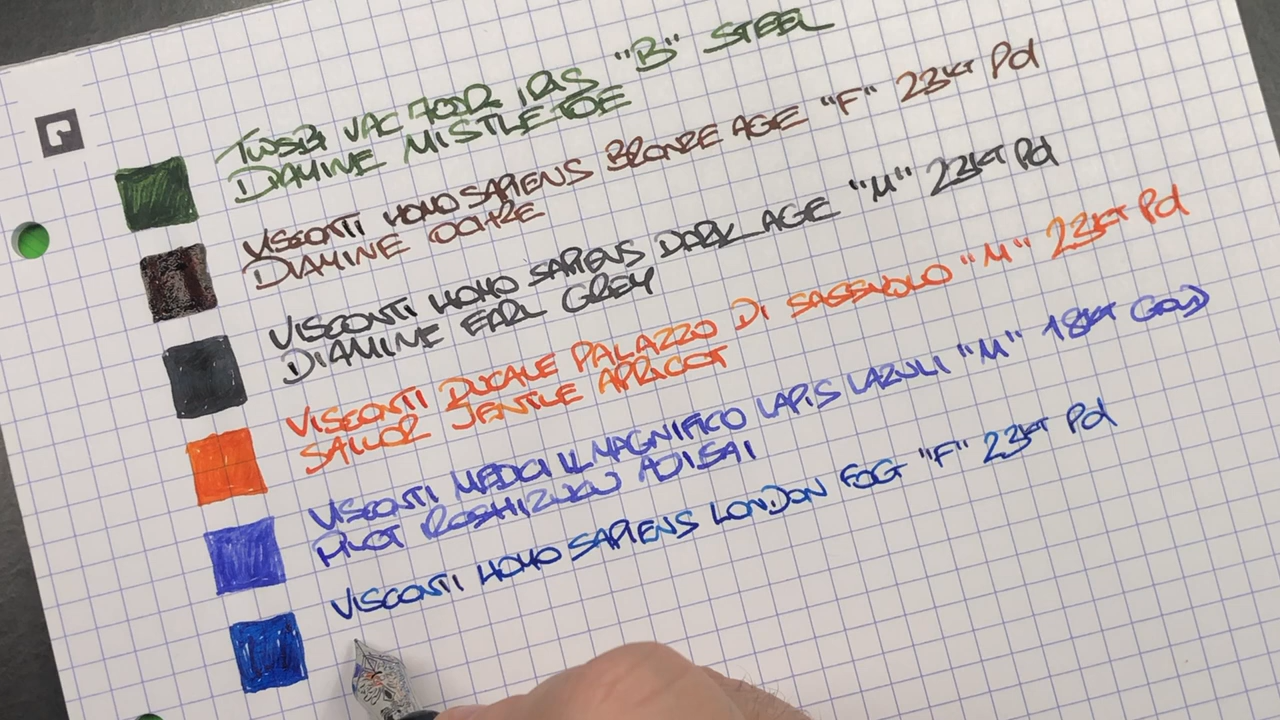 TWSBI VAC 700R IRIS "B" STEEL
DIAMINE MISTLETOE
VISCONTI HOMO SAPIENS BRONZE AGE "F" 23KT Pd
DIAMINE OCHRE
VISCONTI HOMO SAPIENS DARK AGE "M" 23KT Pd
DIAMINE EARL GREY
VISCONTI DUCALE PALAZZO DI SASSUOLO "M" 23KT Pd
SAILOR JENTLE APRICOT
VISCONTI MEDICI IL MAGNIFICO LAPIS LAZULI "M" 18KT GOLD
PILOT IROSHIZUKU AJISAI
VISCONTI HOMO SAPIENS LONDON FOG "F" 23KT Pd